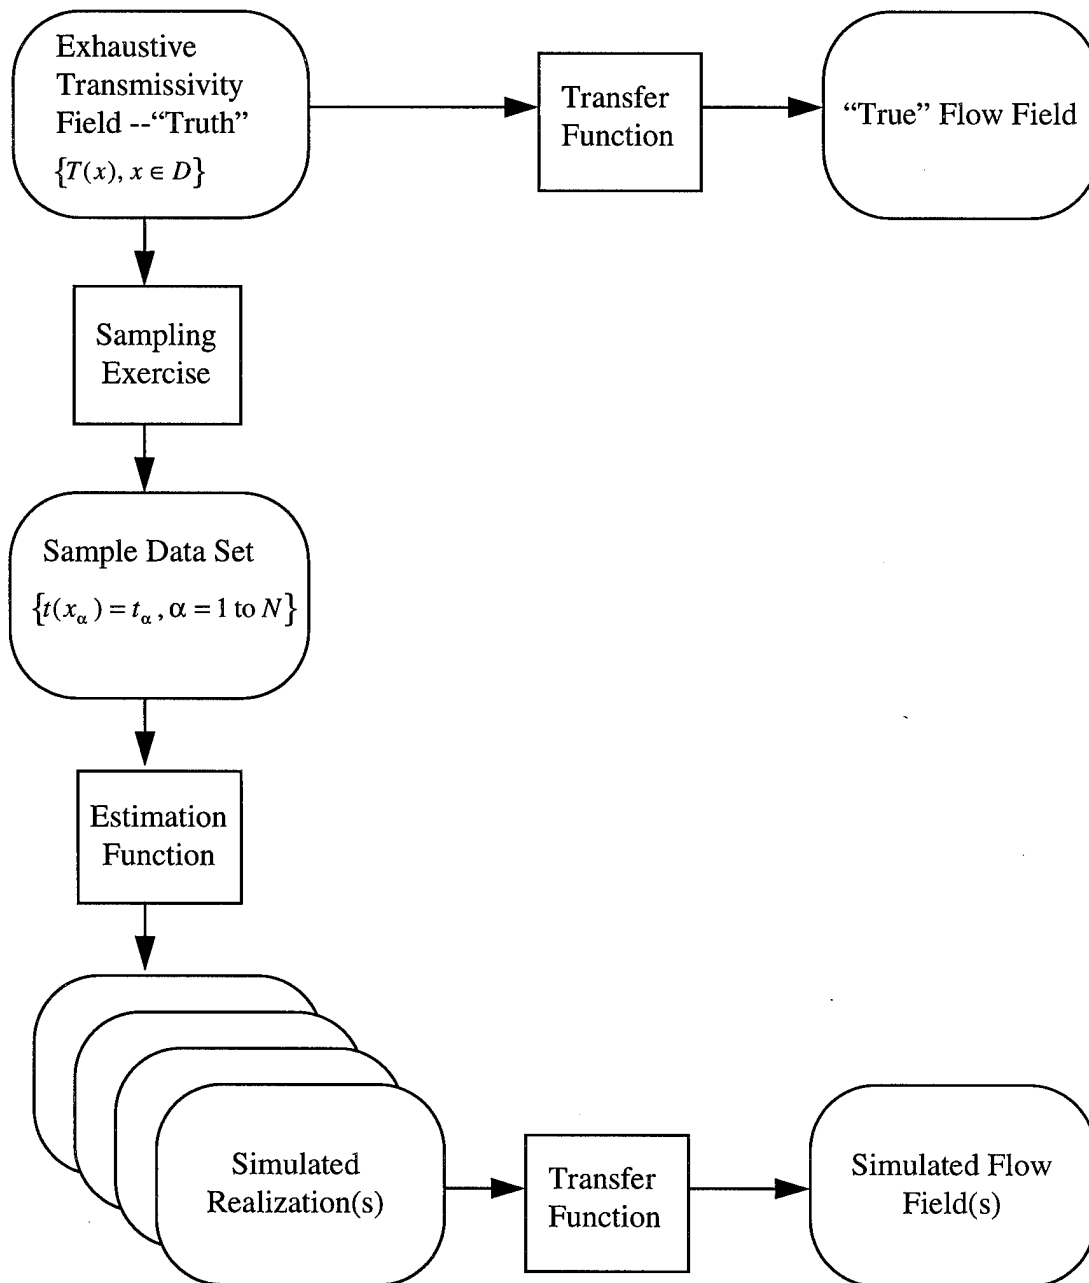 Exhaustive
Transmissivity
Field --“Truth”
{T(x), x ∈ D}
Transfer
Function
“True” Flow Field
Sampling
Exercise
Sample Data Set
{t(x_α) = t_α, α = 1 to N}
Estimation
Function
Simulated
Realization(s)
Transfer
Function
Simulated Flow
Field(s)